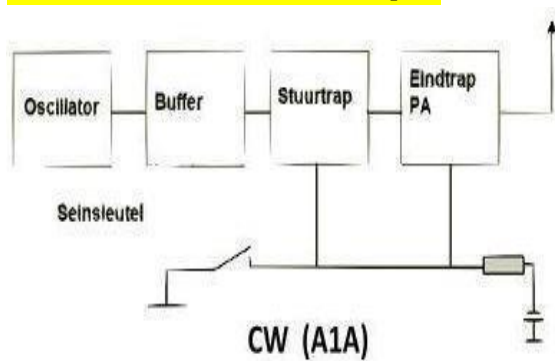 Oscillator
Buffer
Stuurtrap
Eindtrap
PA
Seinsleutel
CW (A1A)